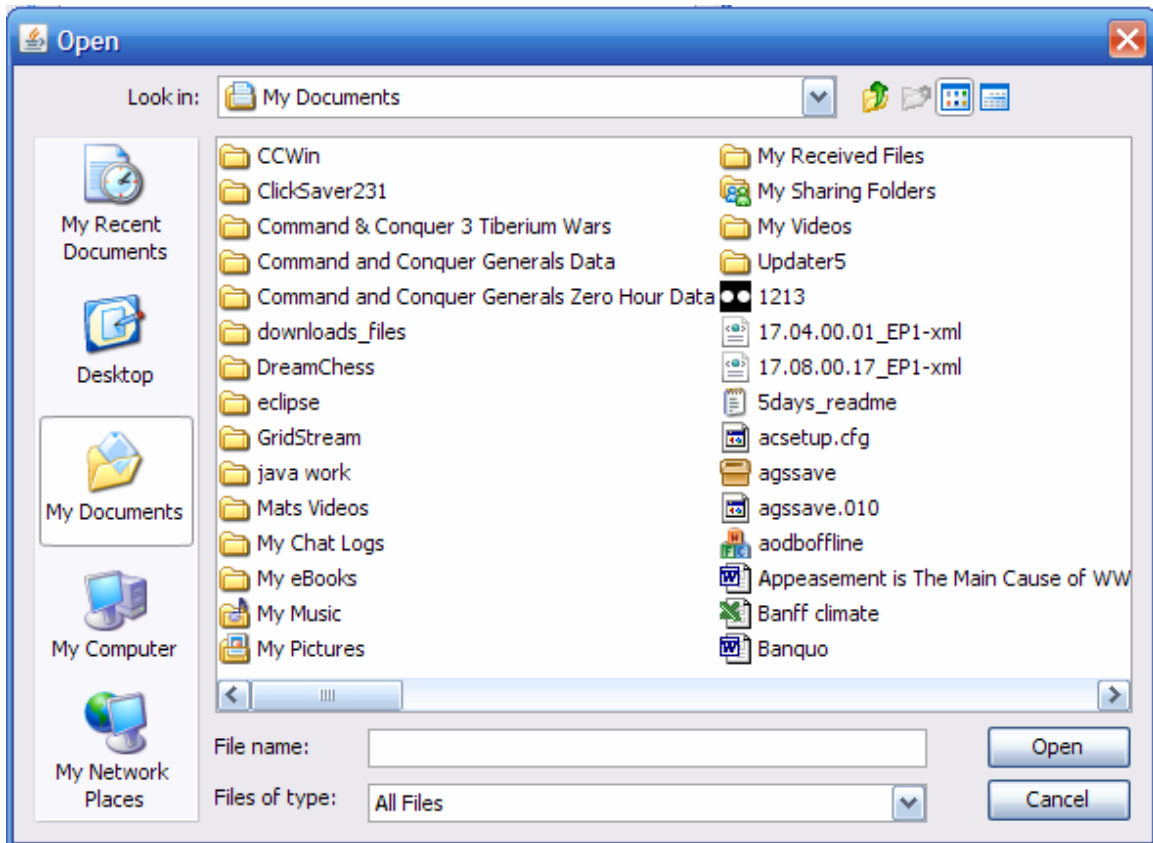 Open
Look in:
My Documents
My Recent
Documents
Desktop
My Documents
My Computer
My Network
Places
CCWin
ClickSaver231
Command & Conquer 3 Tiberium Wars
Command and Conquer Generals Data
Command and Conquer Generals Zero Hour Data
downloads_files
DreamChess
eclipse
GridStream
java work
Mats Videos
My Chat Logs
My eBooks
My Music
My Pictures
My Received Files
My Sharing Folders
My Videos
Updater5
1213
17.04.00.01_EP1-xml
17.08.00.17_EP1-xml
5days_readme
acsetup.cfg
agssave
agssave.010
aodboffline
Appeasement is The Main Cause of WW
Banff climate
Banquo
File name:
Open
Files of type:
All Files
Cancel